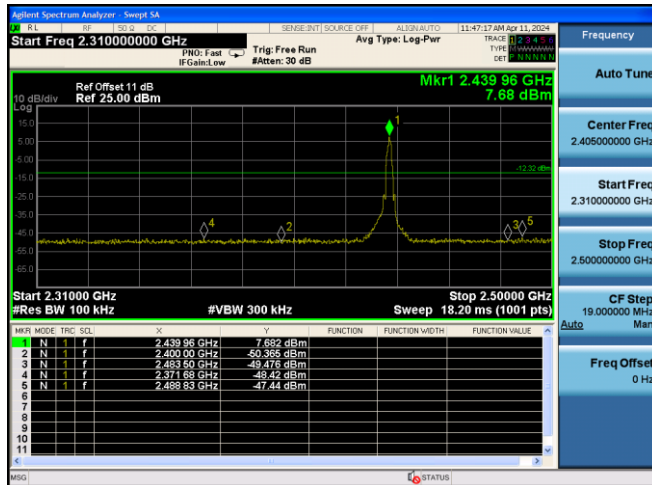 Agilent Spectrum Analyzer - Swept SA
RL RF 50 Ω DC SENSE:INT SOURCE OFF ALIGNAUTO 11:47:17 AM Apr 11, 2024
Start Freq 2.310000000 GHz
PNO: Fast
IFGain:Low
Trig: Free Run
#Atten: 30 dB
Avg Type: Log-Pwr
TRACE 1 2 3 4 5 6
TYPE
DET P N N N N N
Ref Offset 11 dB
Ref 25.00 dBm
10 dB/div
Log
Mkr1 2.439 96 GHz
7.68 dBm
15.0
5.00
-5.00
-15.0
-25.0
-35.0
-45.0
-55.0
-65.0
-12.32 dBm
1
4
2
3
5
Start 2.31000 GHz
Stop 2.50000 GHz
#Res BW 100 kHz #VBW 300 kHz Sweep 18.20 ms (1001 pts)
MKR MODE TRC SCL X Y FUNCTION FUNCTION WIDTH FUNCTION VALUE
1 N 1 f 2.439 96 GHz 7.682 dBm
2 N 1 f 2.400 00 GHz -50.365 dBm
3 N 1 f 2.483 50 GHz -49.476 dBm
4 N 1 f 2.371 68 GHz -48.42 dBm
5 N 1 f 2.488 83 GHz -47.44 dBm
6
7
8
9
10
11
MSG STATUS
Frequency
Auto Tune
Center Freq
2.405000000 GHz
Start Freq
2.310000000 GHz
Stop Freq
2.500000000 GHz
CF Step
19.000000 MHz
Auto Man
Freq Offset
0 Hz